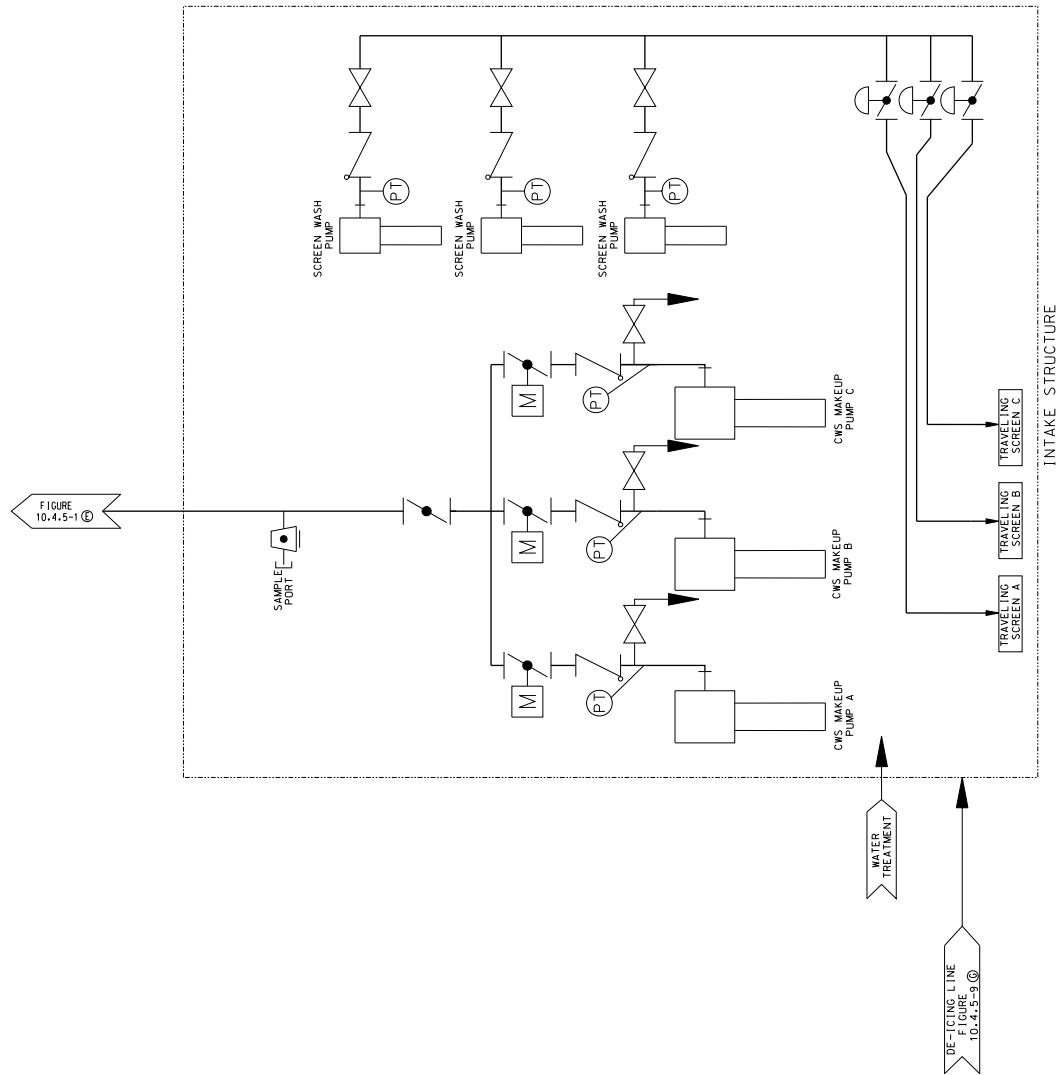 FIGURE
10.4.5-1 Ⓔ
SAMPLE
PORT
SCREEN WASH
PUMP
PT
SCREEN WASH
PUMP
PT
SCREEN WASH
PUMP
PT
M
PT
CWS MAKEUP
PUMP A
M
PT
CWS MAKEUP
PUMP B
M
PT
CWS MAKEUP
PUMP C
TRAVELING
SCREEN A
TRAVELING
SCREEN B
TRAVELING
SCREEN C
WATER
TREATMENT
DE-ICING LINE
FIGURE
10.4.5-9 Ⓖ
INTAKE STRUCTURE